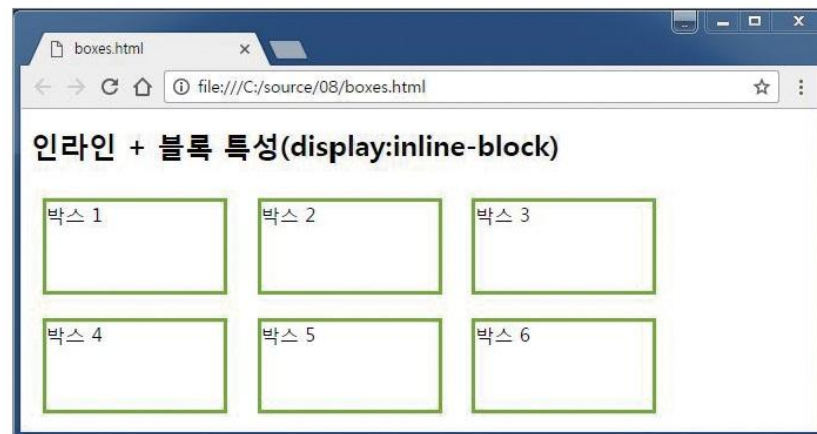 boxes.html
file:///C:/source/08/boxes.html
인라인 + 블록 특성(display:inline-block)
박스 1 박스 2 박스 3
박스 4 박스 5 박스 6